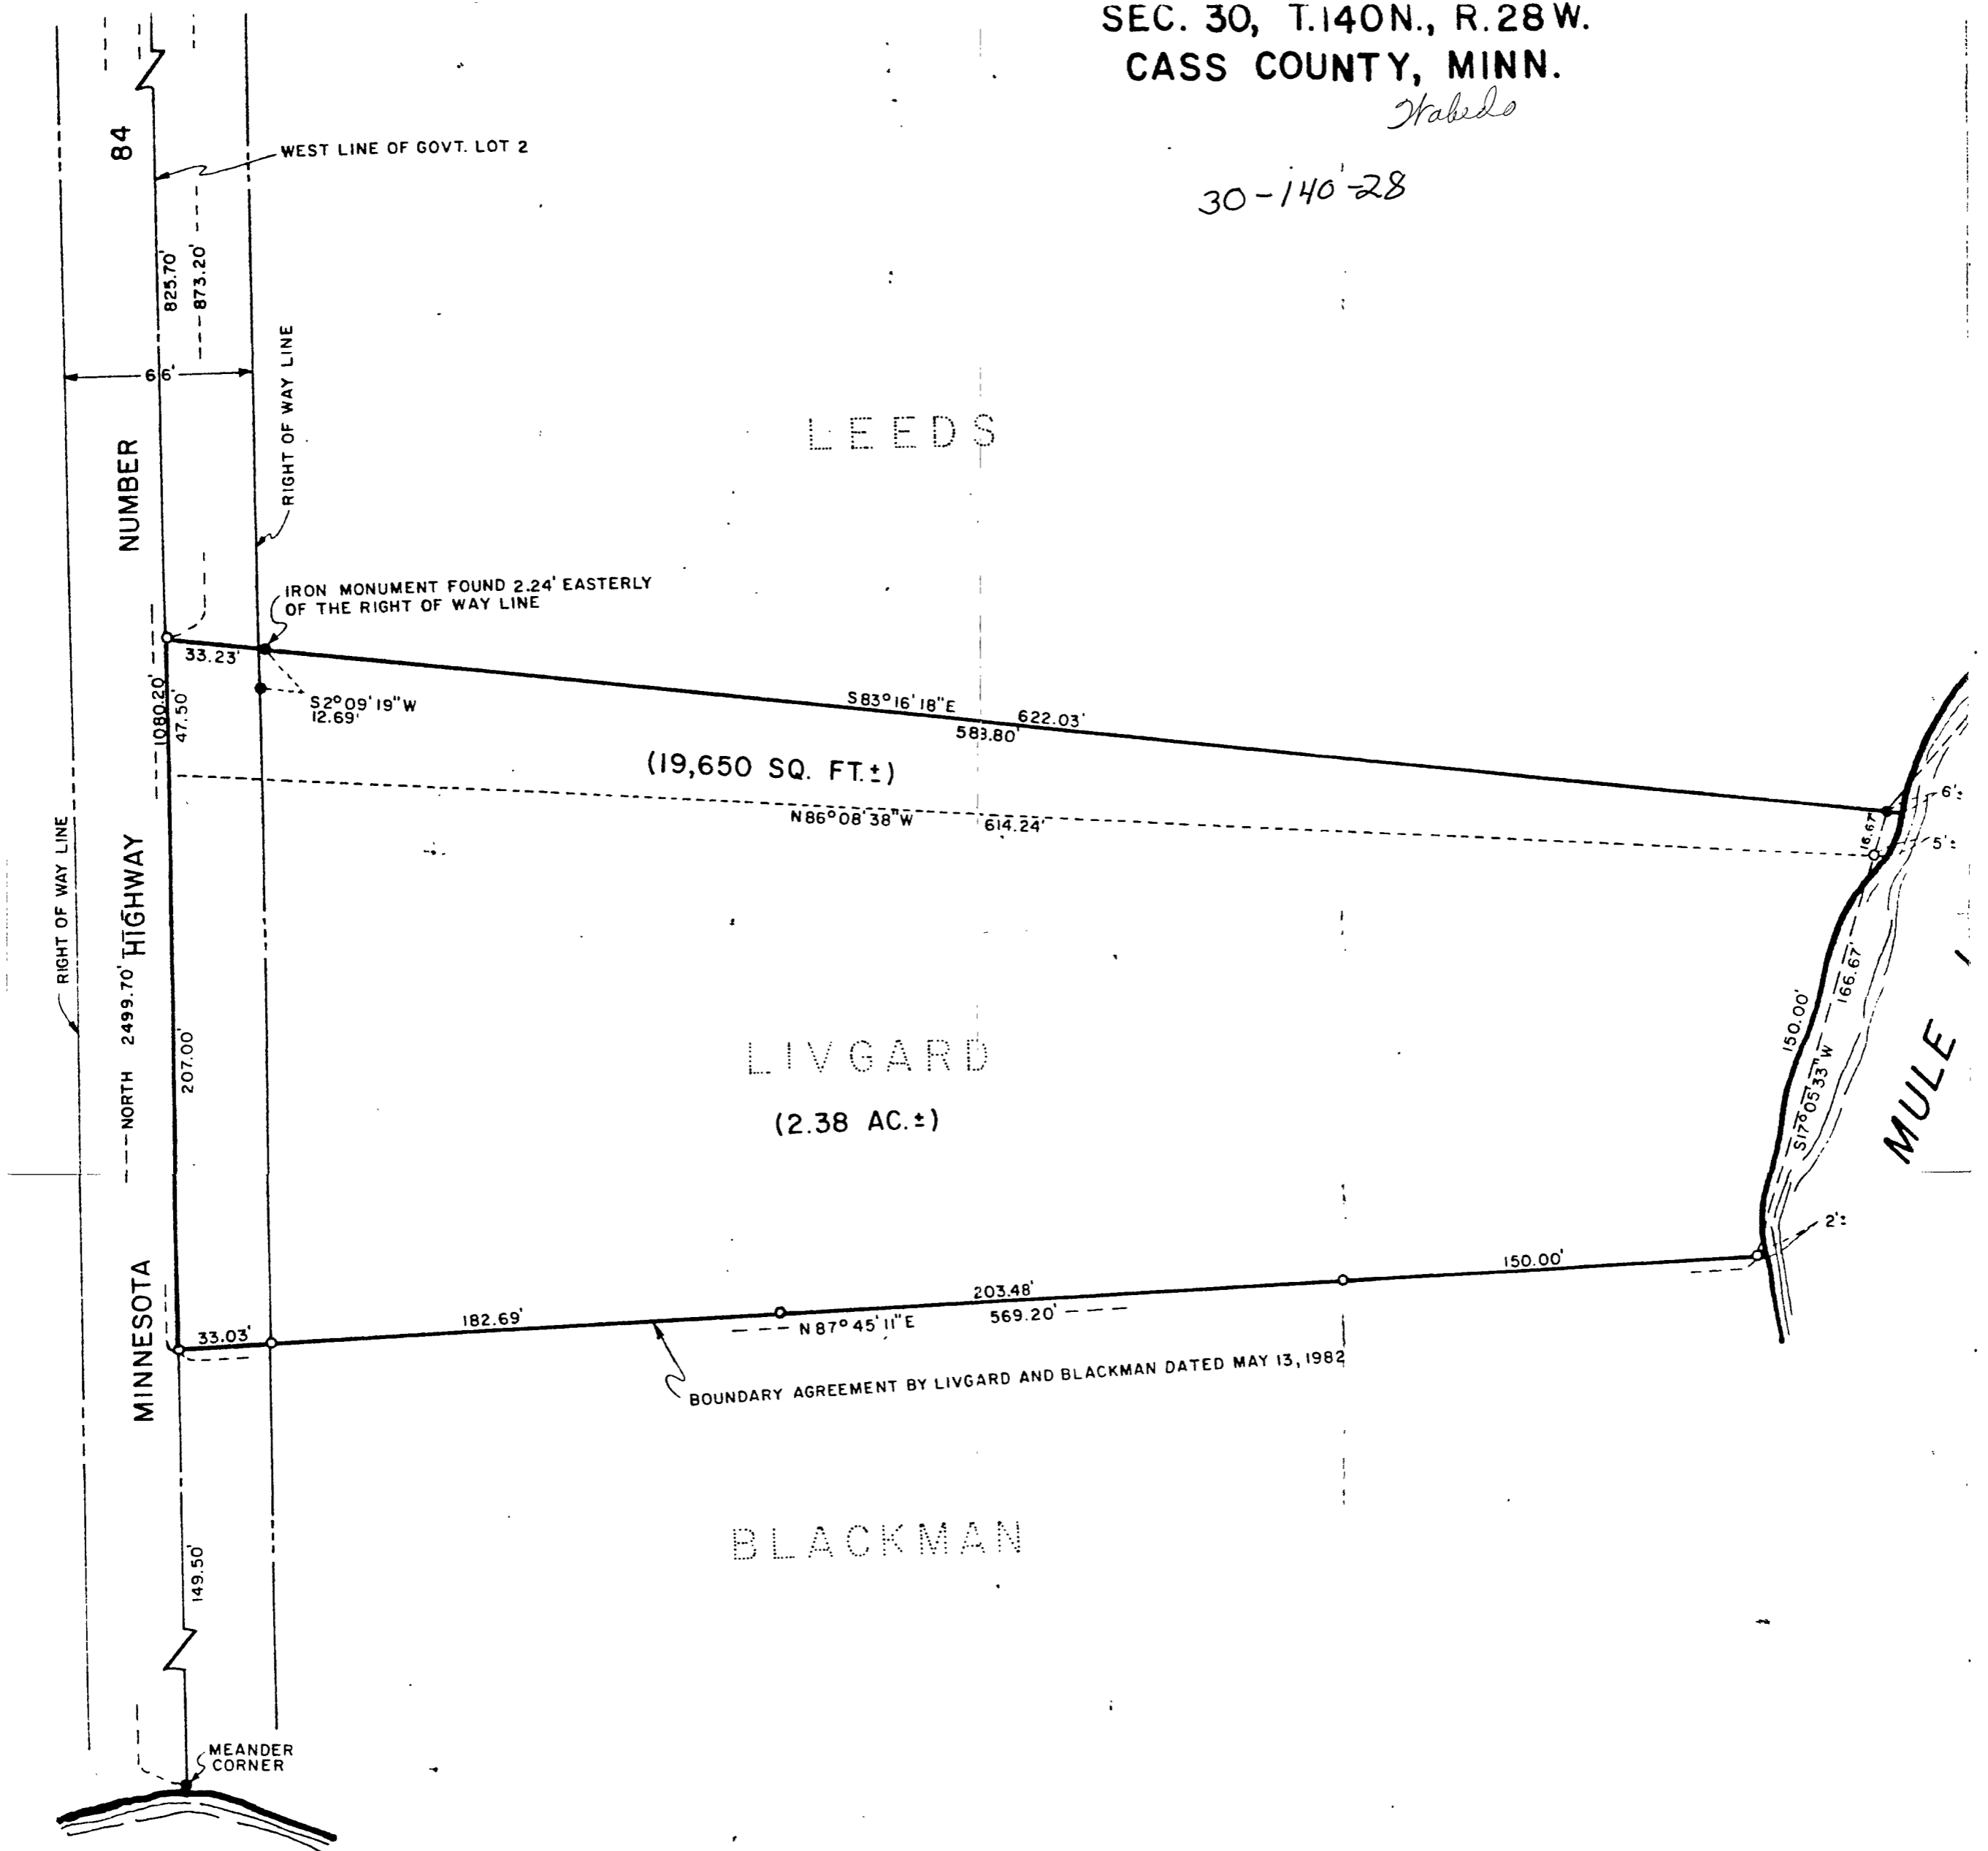 SEC. 30, T.140N., R.28W.
CASS COUNTY, MINN.
Wabedo
30-140-28
84
WEST LINE OF GOVT. LOT 2
825.70'
873.20'
66'
RIGHT OF WAY LINE
LEEDS
NUMBER
IRON MONUMENT FOUND 2.24' EASTERLY
OF THE RIGHT OF WAY LINE
33.23'
S2°09'19"W
12.69'
1080.20'
47.50'
S83°16'18"E 622.03'
583.80'
(19,650 SQ. FT.±)
N86°08'38"W 614.24'
6'±
16.67'
5'±
RIGHT OF WAY LINE
HIGHWAY
NORTH 2499.70'
207.00'
LIVGARD
(2.38 AC.±)
150.00'
166.67'
S17°05'33"W
MULE
2'±
150.00'
203.48'
182.69'
N87°45'11"E 569.20'
33.03'
MINNESOTA
BOUNDARY AGREEMENT BY LIVGARD AND BLACKMAN DATED MAY 13, 1982
BLACKMAN
149.50'
MEANDER
CORNER